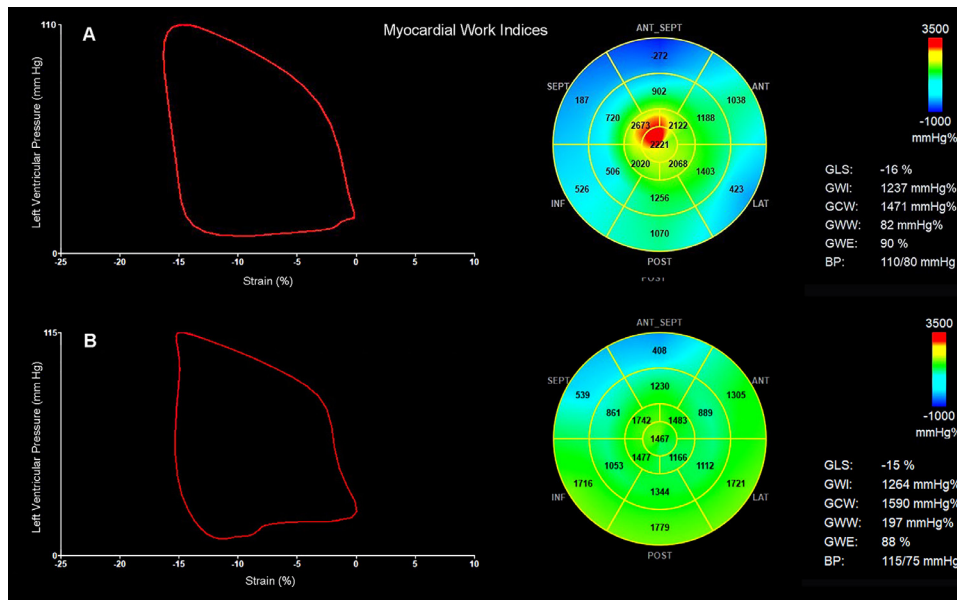 A
Myocardial Work Indices
110
Left Ventricular Pressure (mm Hg)
0
-25 -20 -15 -10 -5 0 10
Strain (%)
ANT_SEPT
SEPT
ANT
INF
LAT
POST
POST
-272
187
1038
902
720
1188
2673
2122
2221
2020
2068
506
1403
526
423
1256
1070
3500
-1000
mmHg%
GLS: -16 %
GWI: 1237 mmHg%
GCW: 1471 mmHg%
GWW: 82 mmHg%
GWE: 90 %
BP: 110/80 mmHg
B
115
Left Ventricular Pressure (mm Hg)
0
-25 -20 -15 -10 -5 0 10
Strain (%)
ANT_SEPT
SEPT
ANT
INF
LAT
POST
408
539
1305
1230
861
889
1742
1483
1467
1477
1166
1053
1112
1716
1721
1344
1779
3500
-1000
mmHg%
GLS: -15 %
GWI: 1264 mmHg%
GCW: 1590 mmHg%
GWW: 197 mmHg%
GWE: 88 %
BP: 115/75 mmHg